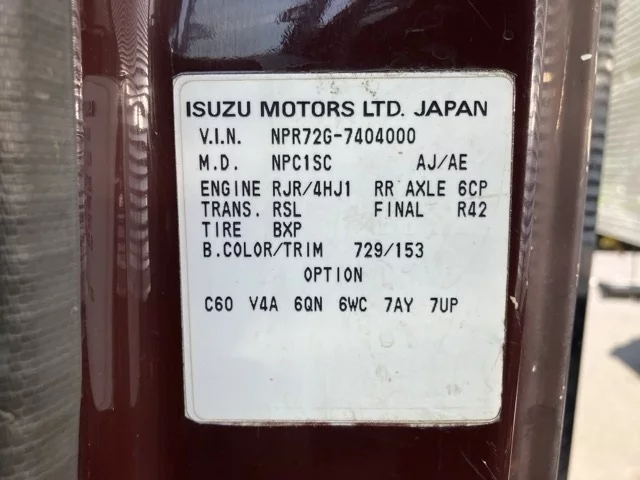 ISUZU MOTORS LTD. JAPAN
V.I.N. NPR72G-7404000
M.D. NPC1SC AJ/AE
ENGINE RJR/4HJ1 RR AXLE 6CP
TRANS. RSL FINAL R42
TIRE BXP
B.COLOR/TRIM 729/153
OPTION
C60 V4A 6QN 6WC 7AY 7UP